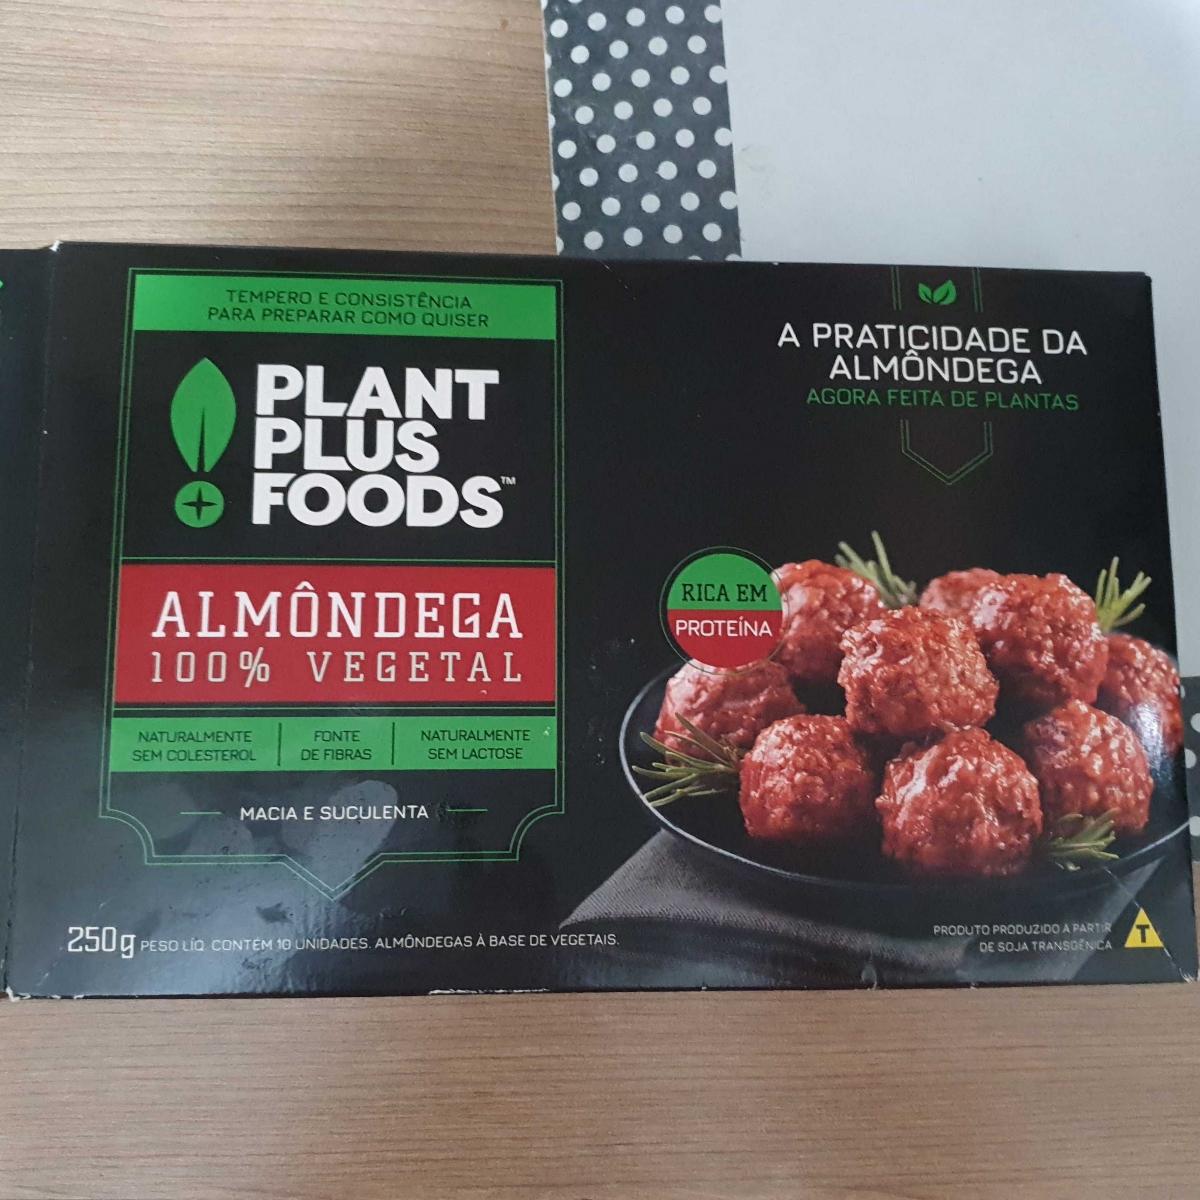 TEMPERO E CONSISTÊNCIA
PARA PREPARAR COMO QUISER
PLANT
PLUS
FOODS™
ALMÔNDEGA
100% VEGETAL
NATURALMENTE
SEM COLESTEROL
FONTE
DE FIBRAS
NATURALMENTE
SEM LACTOSE
MACIA E SUCULENTA
250g PESO LÍQ. CONTÉM 10 UNIDADES. ALMÔNDEGAS À BASE DE VEGETAIS.
A PRATICIDADE DA
ALMÔNDEGA
AGORA FEITA DE PLANTAS
RICA EM
PROTEÍNA
PRODUTO PRODUZIDO A PARTIR
DE SOJA TRANSGÊNICA
T